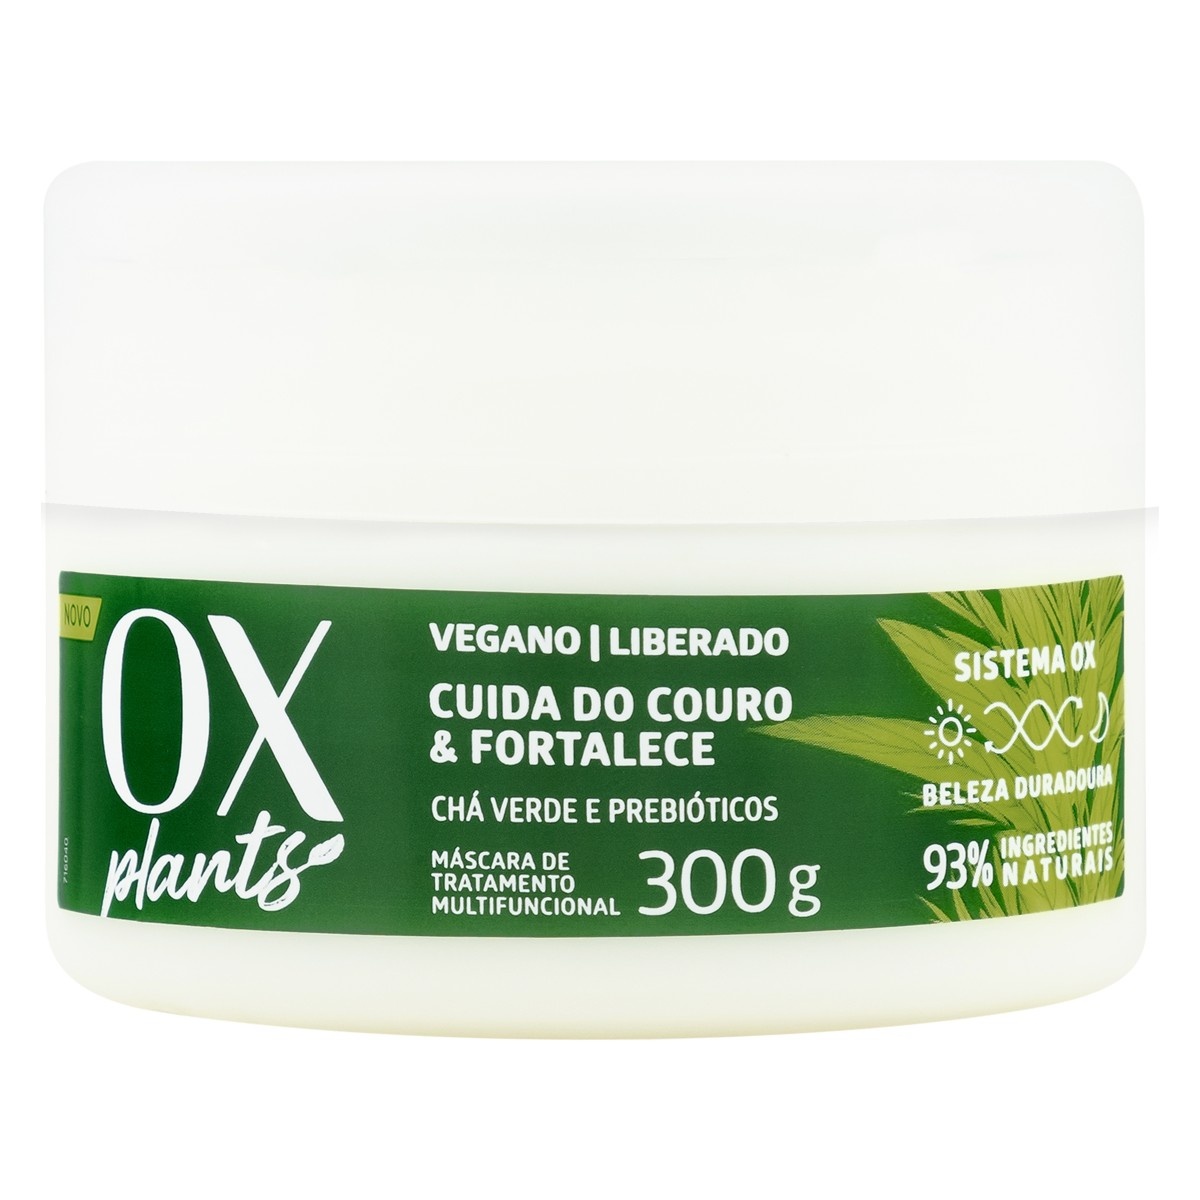 NOVO
OX
plants
716040
VEGANO | LIBERADO
CUIDA DO COURO
& FORTALECE
CHÁ VERDE E PREBIÓTICOS
MÁSCARA DE
TRATAMENTO
MULTIFUNCIONAL
300 g
SISTEMA OX
BELEZA DURADOURA
93% INGREDIENTES
NATURAIS